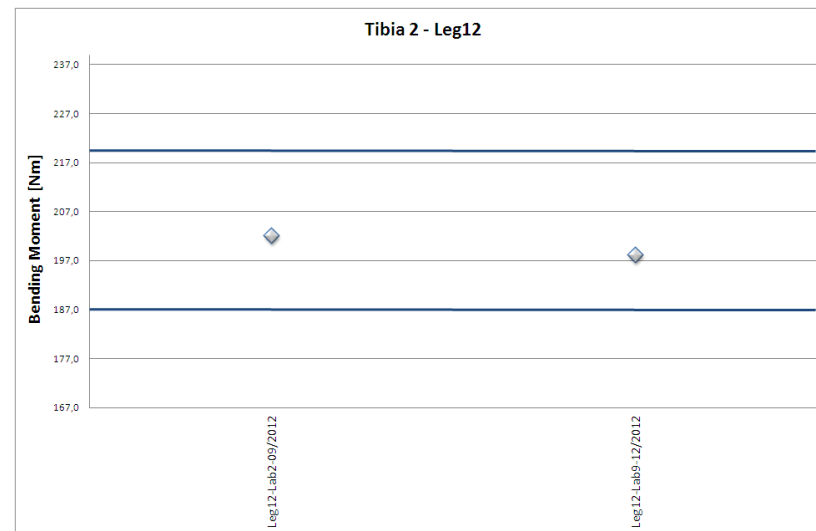 Tibia 2 - Leg12
Bending Moment [Nm]
237,0
227,0
217,0
207,0
197,0
187,0
177,0
167,0
Leg12-Lab2-09/2012
Leg12-Lab9-12/2012